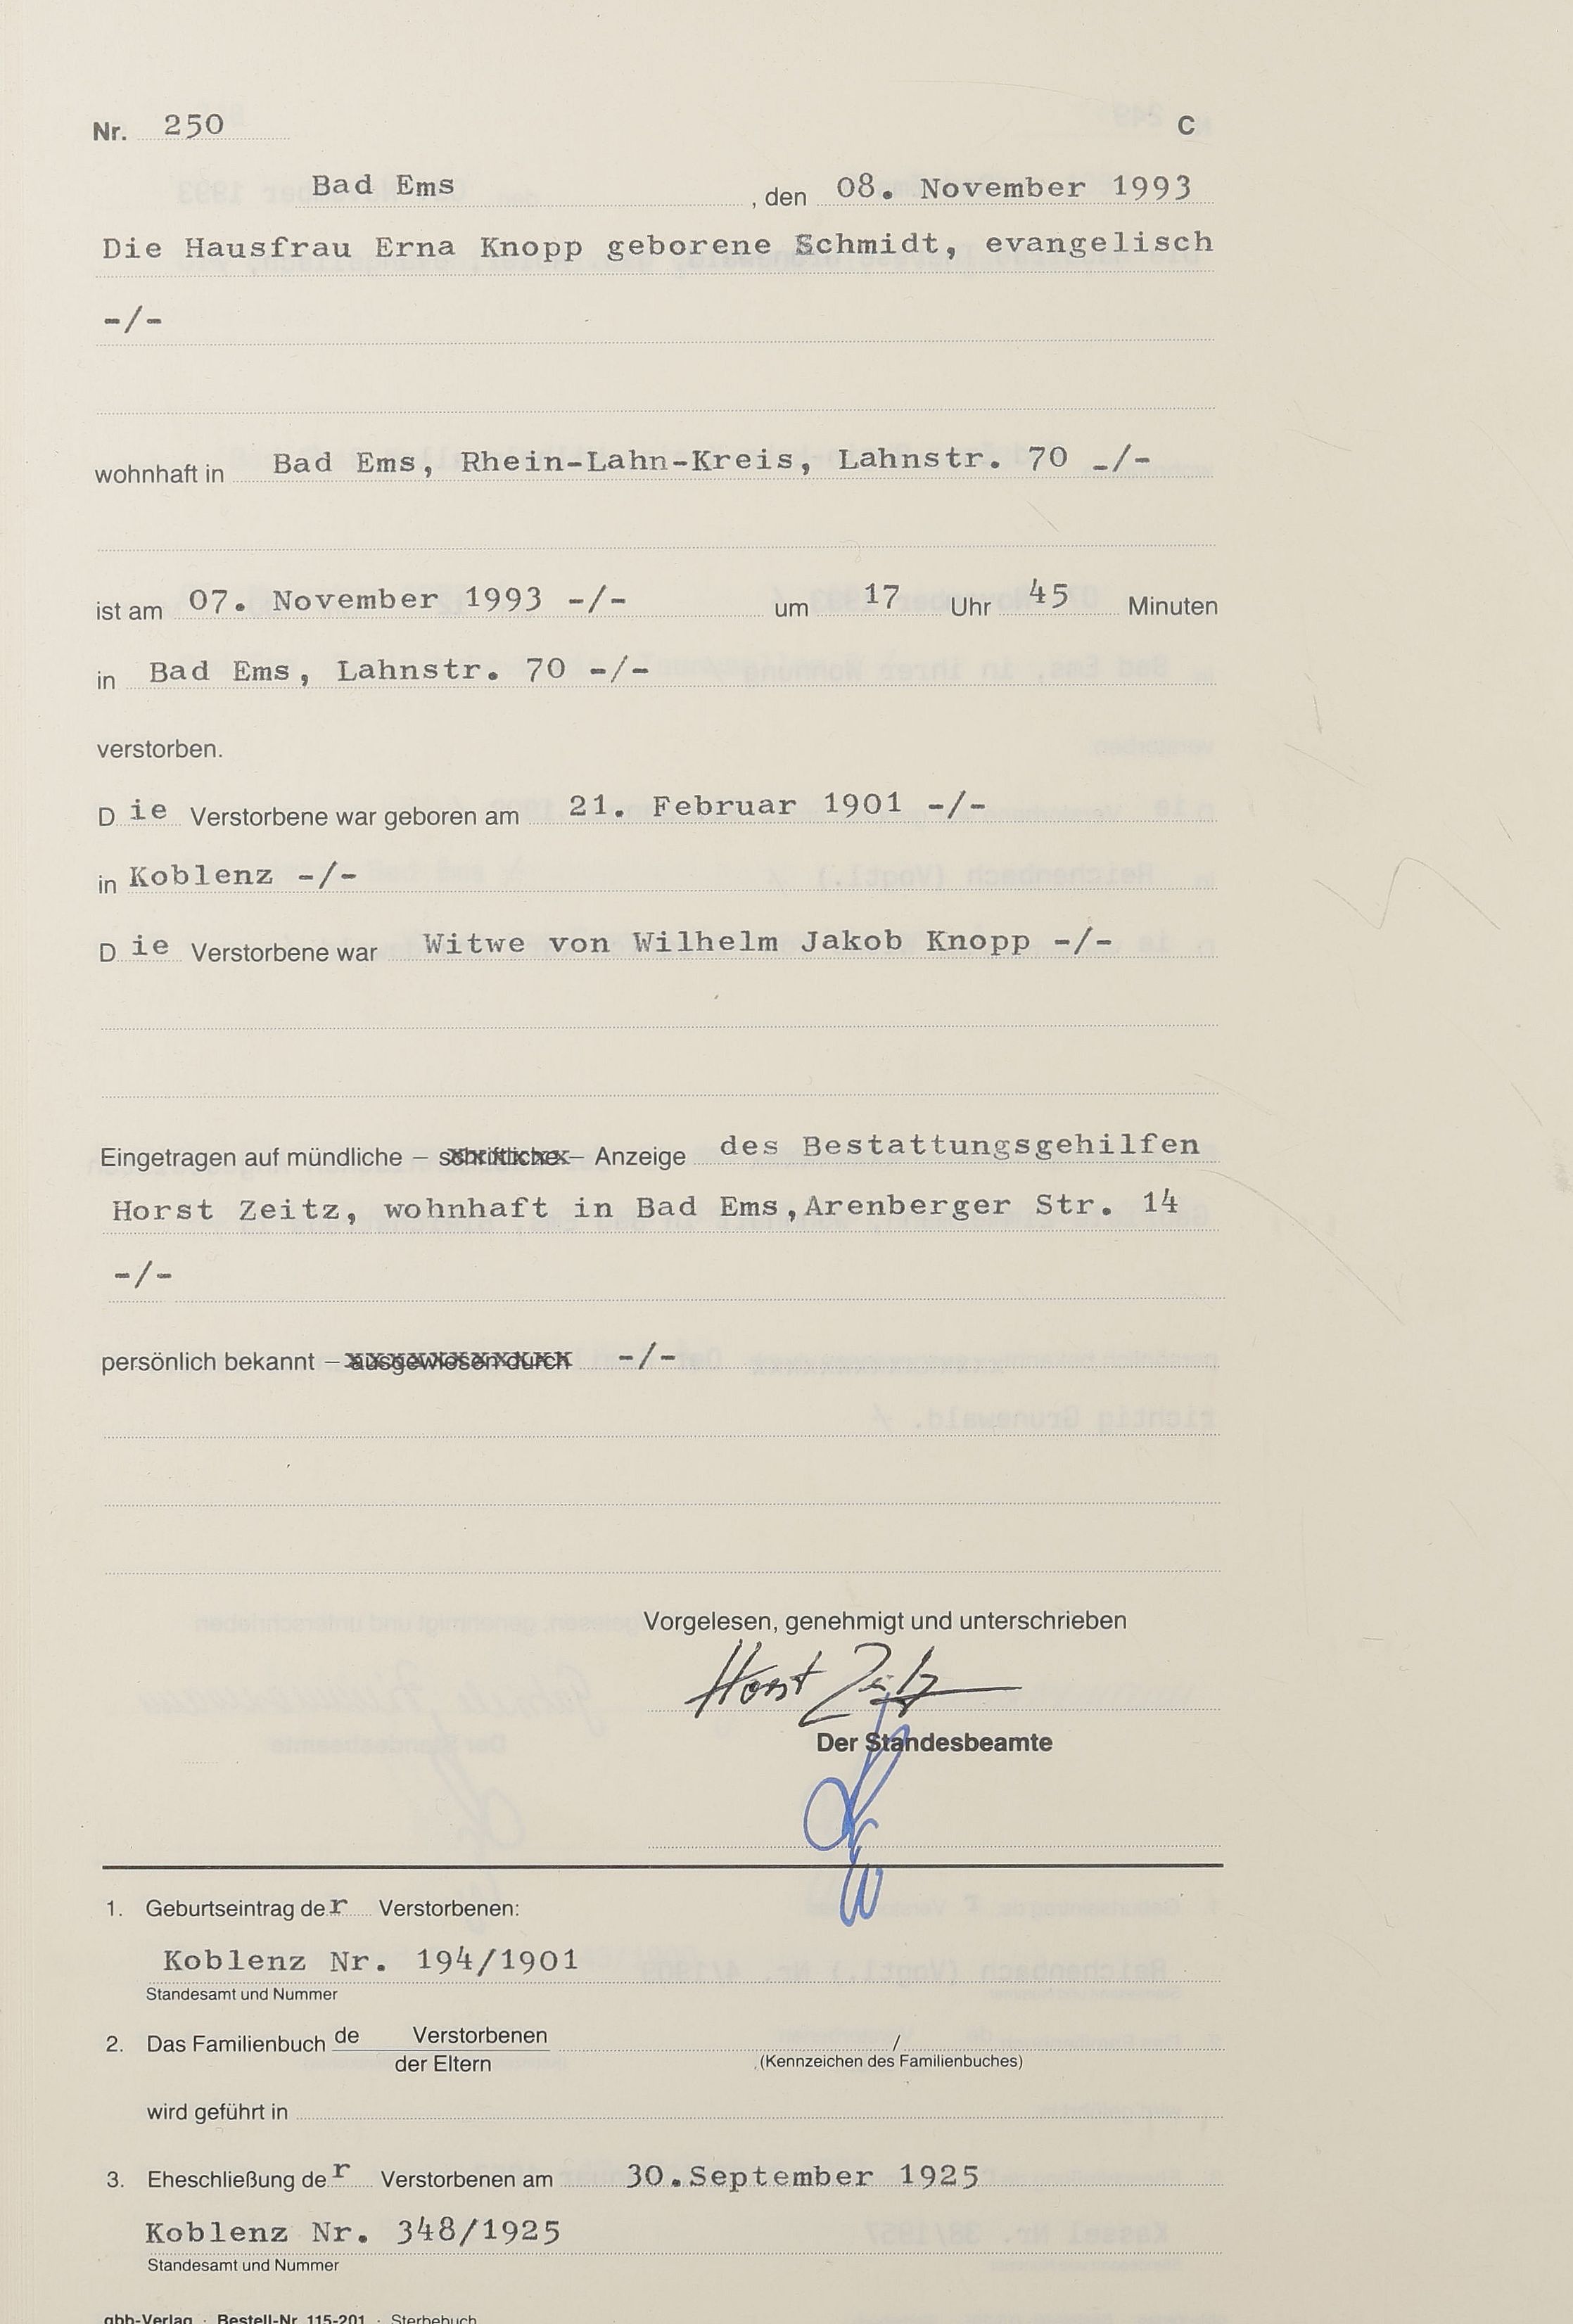 Nr. 250 C
Bad Ems , den 08. November 1993
Die Hausfrau Erna Knopp geborene Schmidt, evangelisch
-/-
wohnhaft in Bad Ems, Rhein-Lahn-Kreis, Lahnstr. 70 -/-
ist am 07. November 1993 -/- um 17 Uhr 45 Minuten
in Bad Ems, Lahnstr. 70 -/-
verstorben.
Die Verstorbene war geboren am 21. Februar 1901 -/-
in Koblenz -/-
Die Verstorbene war Witwe von Wilhelm Jakob Knopp -/-
Eingetragen auf mündliche – schriftliche – Anzeige des Bestattungsgehilfen
Horst Zeitz, wohnhaft in Bad Ems,Arenberger Str. 14
-/-
persönlich bekannt – ausgewiesen durch -/-
Vorgelesen, genehmigt und unterschrieben
Horst Zeitz
Der Standesbeamte
1. Geburtseintrag der Verstorbenen:
Koblenz Nr. 194/1901
Standesamt und Nummer
2. Das Familienbuch de Verstorbenen /
der Eltern (Kennzeichen des Familienbuches)
wird geführt in
3. Eheschließung der Verstorbenen am 30.September 1925
Koblenz Nr. 348/1925
Standesamt und Nummer
gbb-Verlag · Bestell-Nr. 115-201 · Sterbebuch